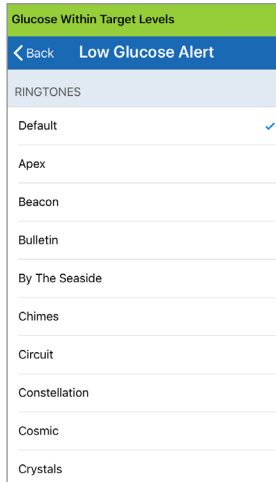 Glucose Within Target Levels
Back Low Glucose Alert
RINGTONES
Default
Apex
Beacon
Bulletin
By The Seaside
Chimes
Circuit
Constellation
Cosmic
Crystals